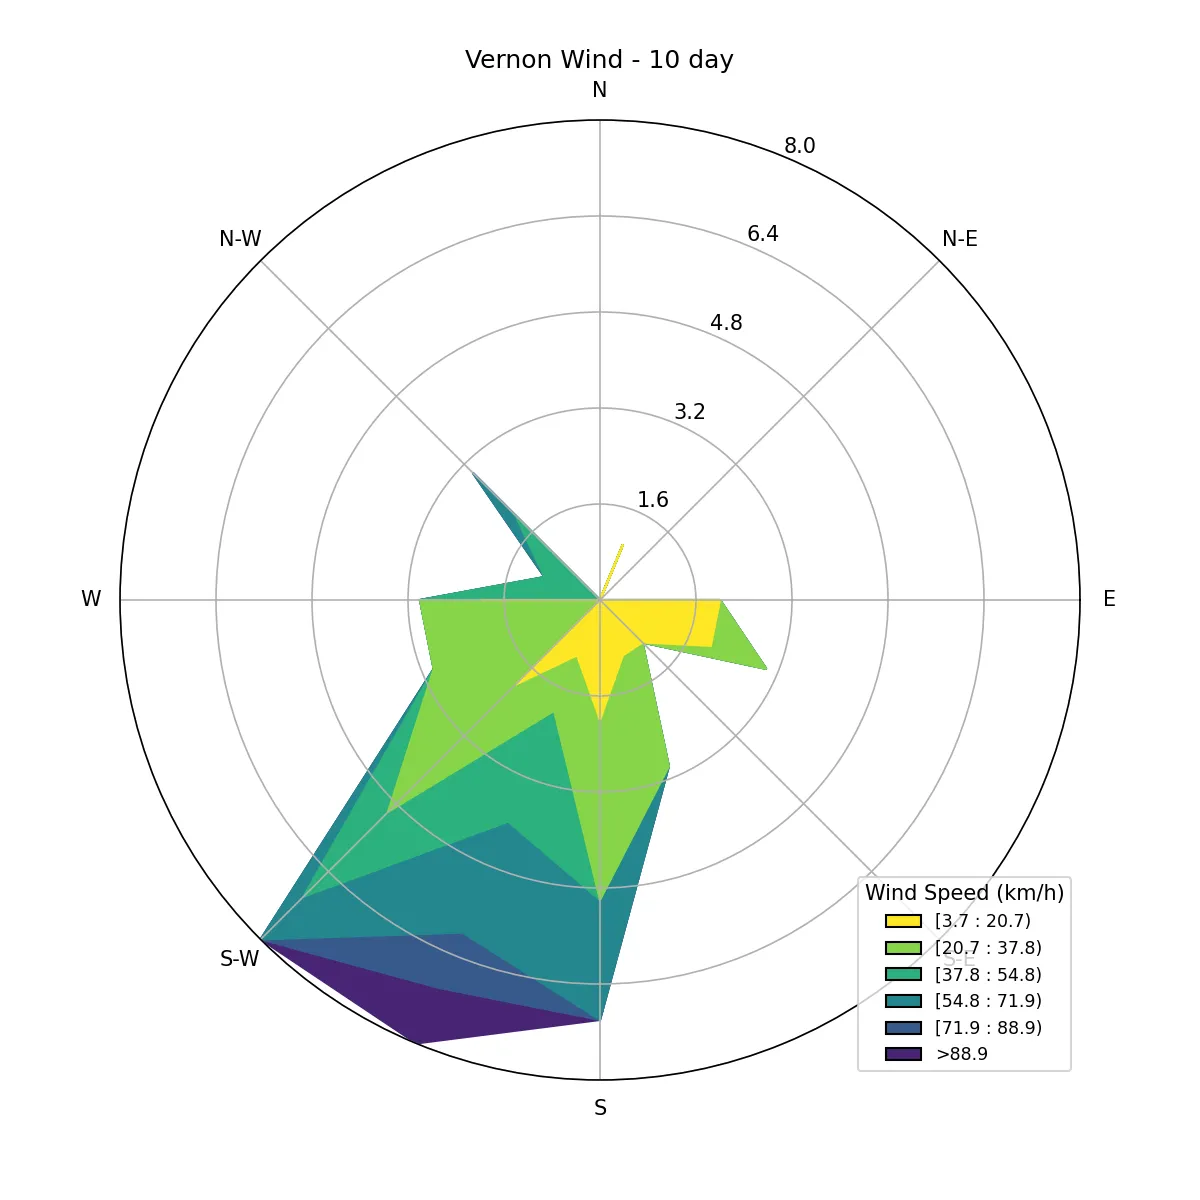 Vernon Wind - 10 day
N
8.0
N-W
6.4
N-E
4.8
3.2
1.6
W
E
S-W
S-E
S
Wind Speed (km/h)
[3.7 : 20.7)
[20.7 : 37.8)
[37.8 : 54.8)
[54.8 : 71.9)
[71.9 : 88.9)
>88.9